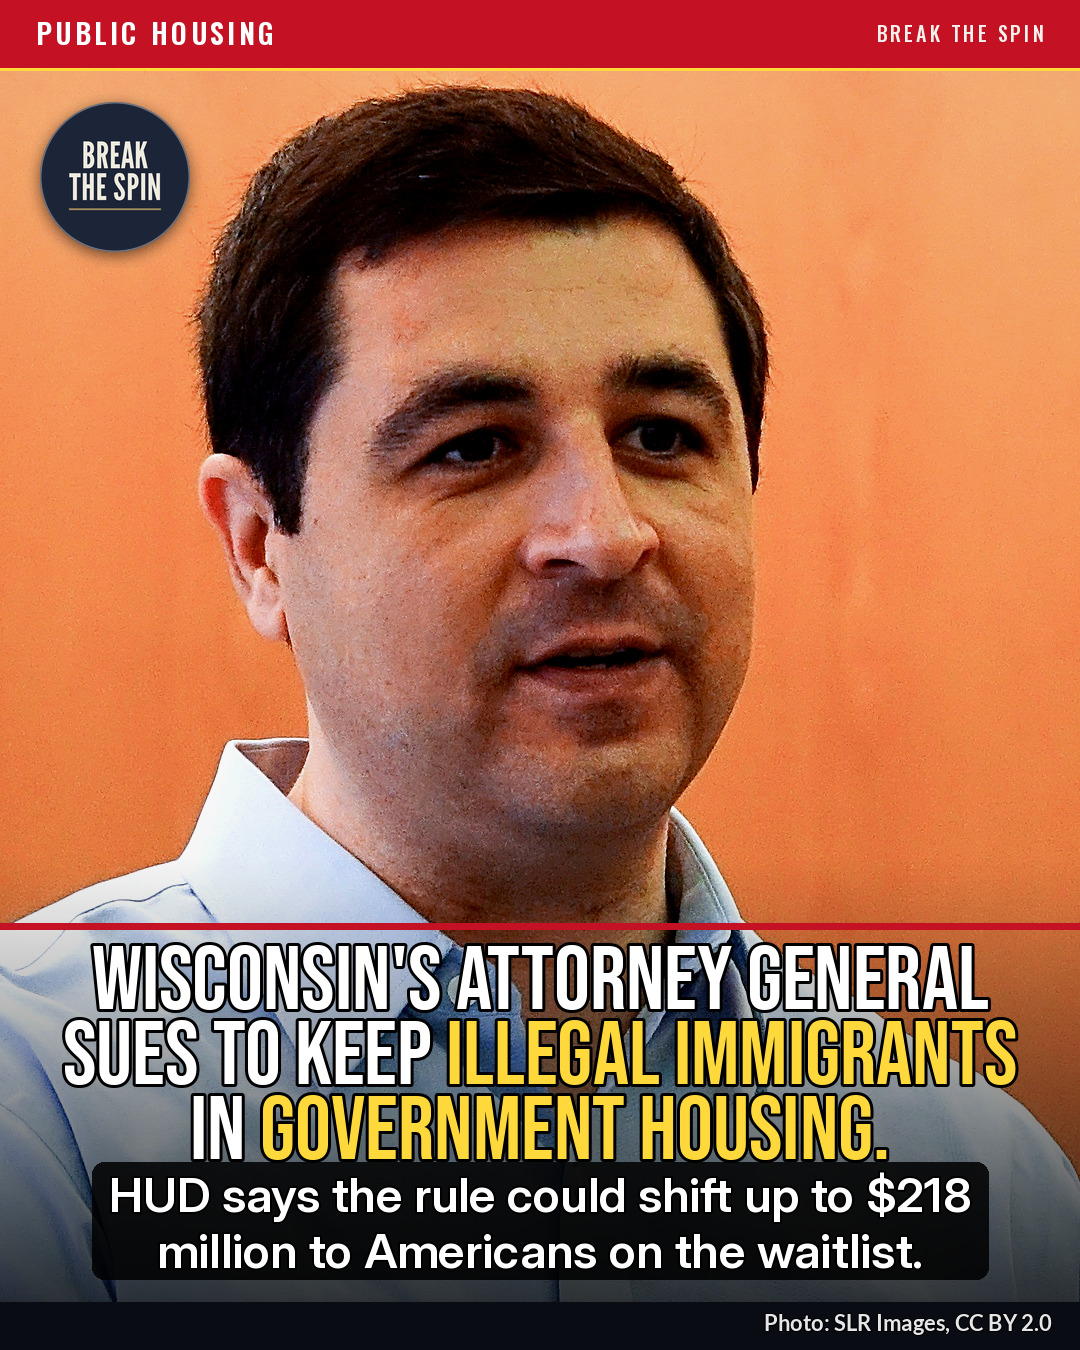 PUBLIC HOUSING
BREAK THE SPIN
BREAK
THE SPIN
WISCONSIN'S ATTORNEY GENERAL
SUES TO KEEP ILLEGAL IMMIGRANTS
IN GOVERNMENT HOUSING.
HUD says the rule could shift up to $218
million to Americans on the waitlist.
Photo: SLR Images, CC BY 2.0